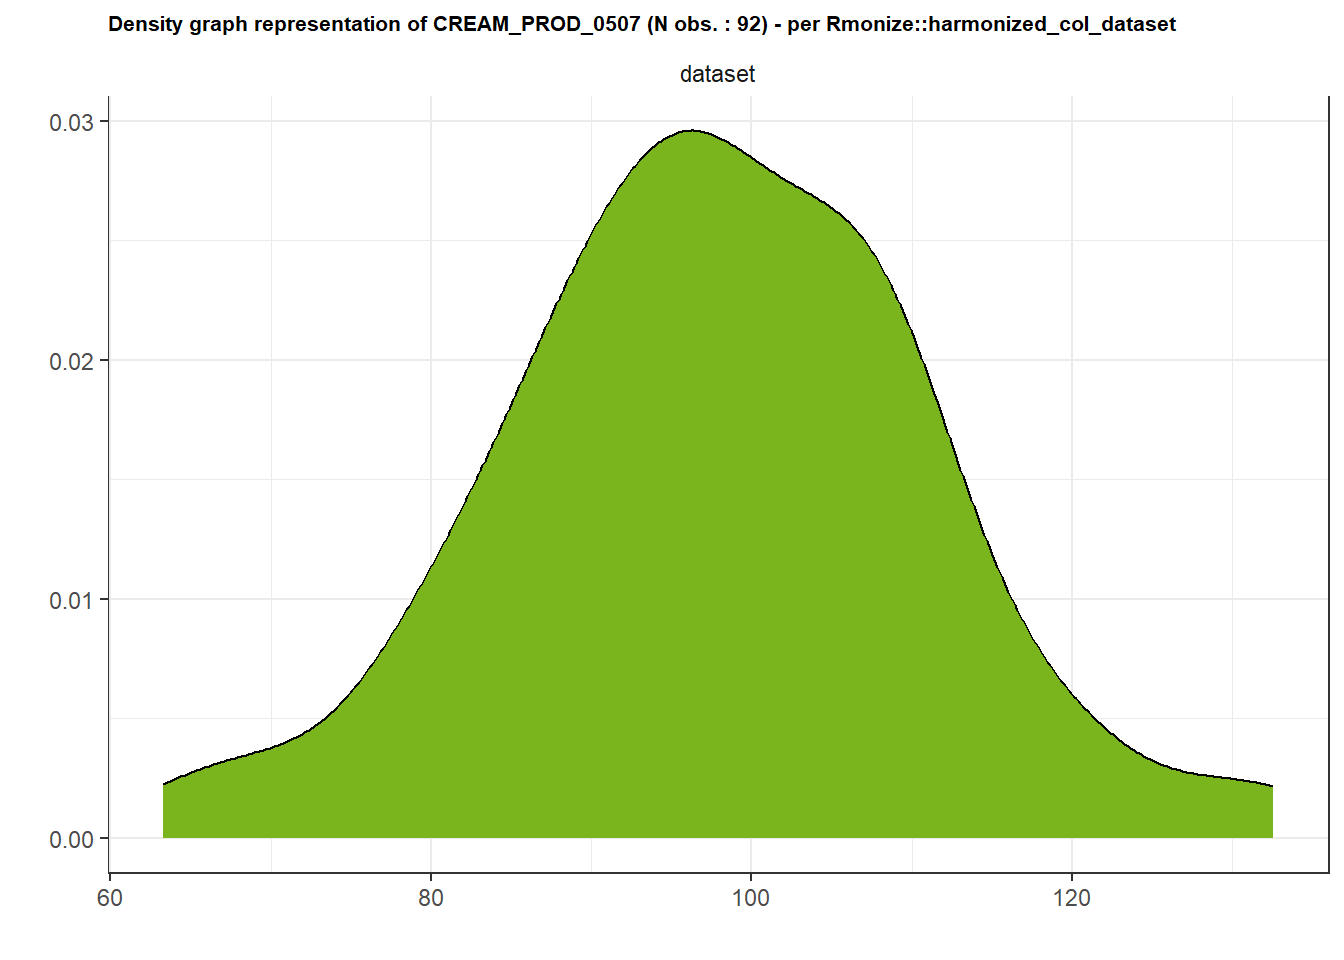 Density graph representation of CREAM_PROD_0507 (N obs. : 92) - per Rmonize::harmonized_col_dataset
dataset
0.03
0.02
0.01
0.00
60 80 100 120